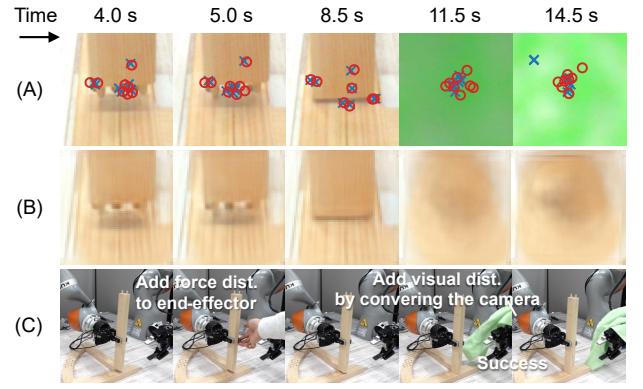 Time
4.0 s 5.0 s 8.5 s 11.5 s 14.5 s
(A)
(B)
(C)
Add force dist.
to end-effector
Add visual dist.
by convering the camera
Success